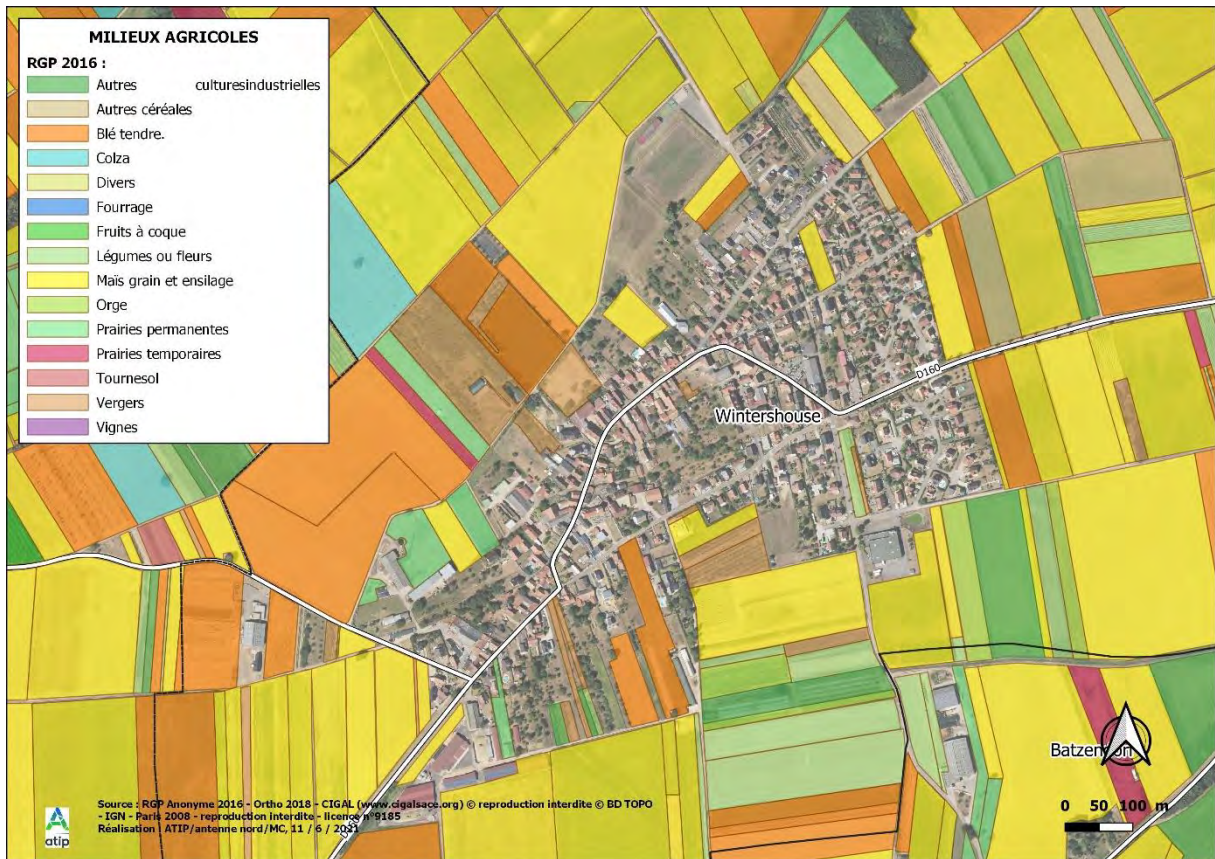 MILIEUX AGRICOLES
RGP 2016 :
Autres culturesindustrielles
Autres céréales
Blé tendre.
Colza
Divers
Fourrage
Fruits à coque
Légumes ou fleurs
Maïs grain et ensilage
Orge
Prairies permanentes
Prairies temporaires
Tournesol
Vergers
Vignes
D160
Wintershouse
0 50 100 m
atip
Source : RGP Anonyme 2016 - Ortho 2018 - CIGAL (www.cigalsace.org) © reproduction interdite © BD TOPO
- IGN - Paris 2008 - reproduction interdite - licence n°9185
Réalisation : ATIP/antenne nord/MC, 11 / 6 / 2021